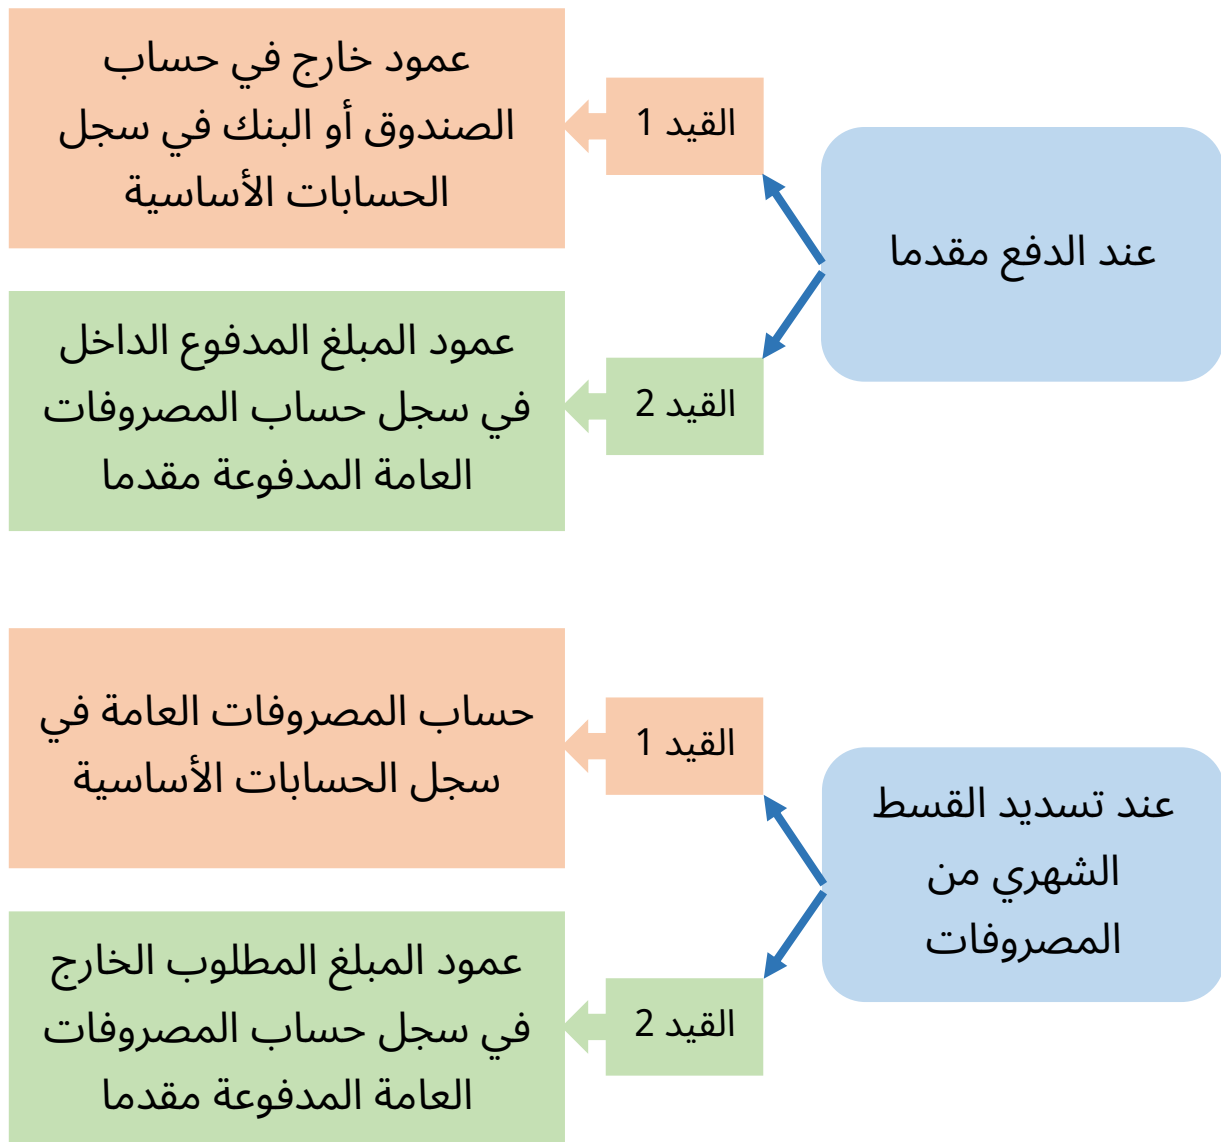 عند الدفع مقدما
القيد 1
عمود خارج في حساب
الصندوق أو البنك في سجل
الحسابات الأساسية
القيد 2
عمود المبلغ المدفوع الداخل
في سجل حساب المصروفات
العامة المدفوعة مقدما
عند تسديد القسط
الشهري من
المصروفات
القيد 1
حساب المصروفات العامة في
سجل الحسابات الأساسية
القيد 2
عمود المبلغ المطلوب الخارج
في سجل حساب المصروفات
العامة المدفوعة مقدما